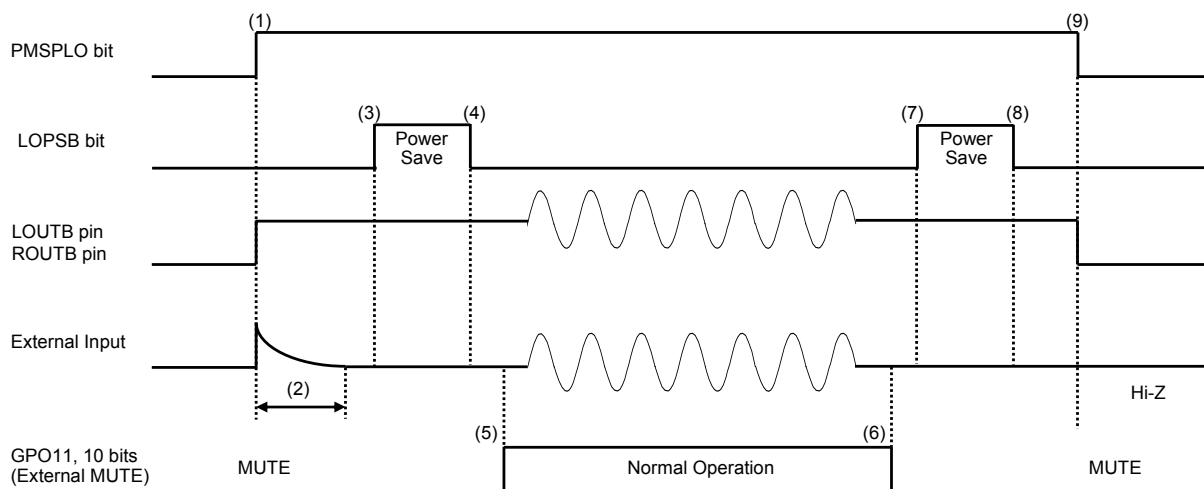 (1)
(9)
PMSPLO bit
(3)
(4)
(7)
(8)
LOPSB bit
Power
Save
Power
Save
LOUTB pin
ROUTB pin
External Input
(2)
Hi-Z
(5)
(6)
GPO11, 10 bits
(External MUTE)
MUTE
Normal Operation
MUTE